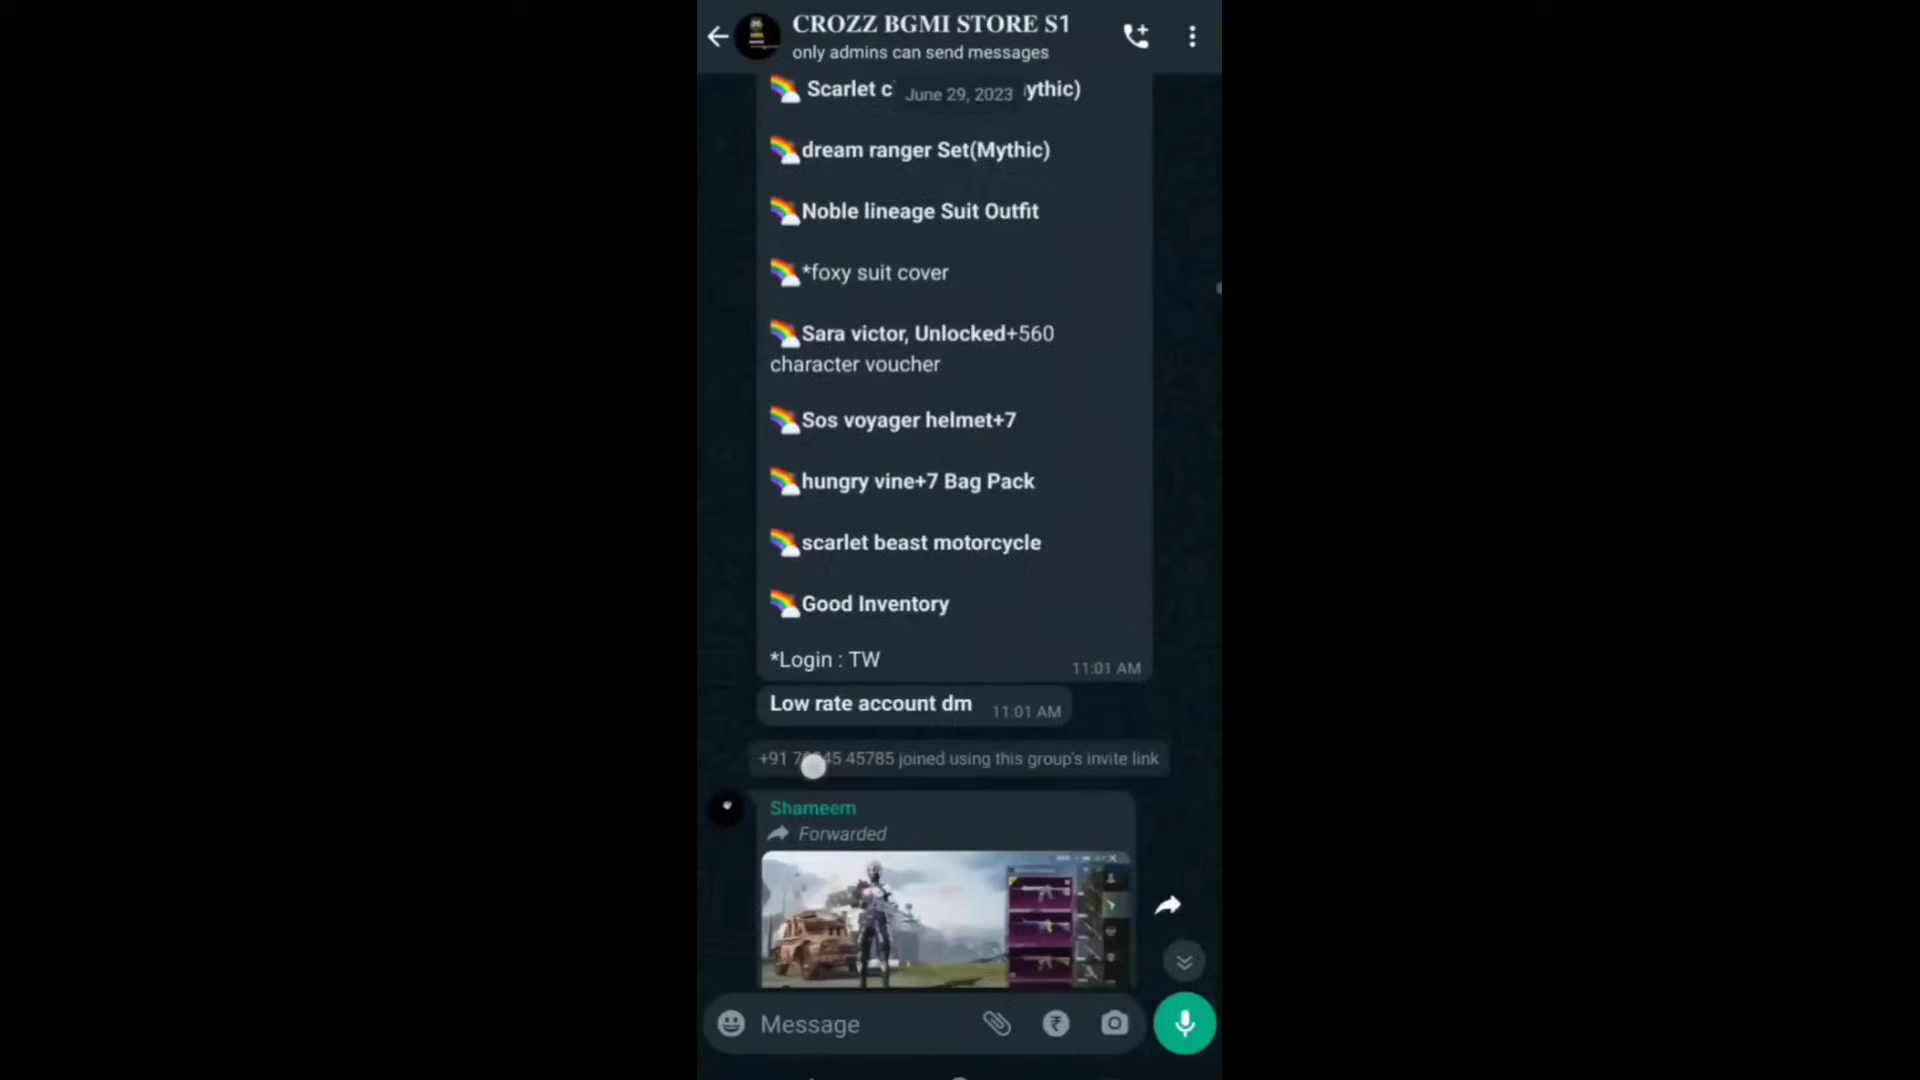 CROZZ BGMI STORE S1
only admins can send messages
Scarlet c
ythic)
June 29, 2023
dream ranger Set(Mythic)
Noble lineage Suit Outfit
*foxy suit cover
Sara victor, Unlocked+560
character voucher
Sos voyager helmet+7
hungry vine+7 Bag Pack
scarlet beast motorcycle
Good Inventory
*Login : TW
11:01 AM
Low rate account dm
11:01 AM
+91 45785 joined using this group's invite link
Shameem
Forwarded
Message